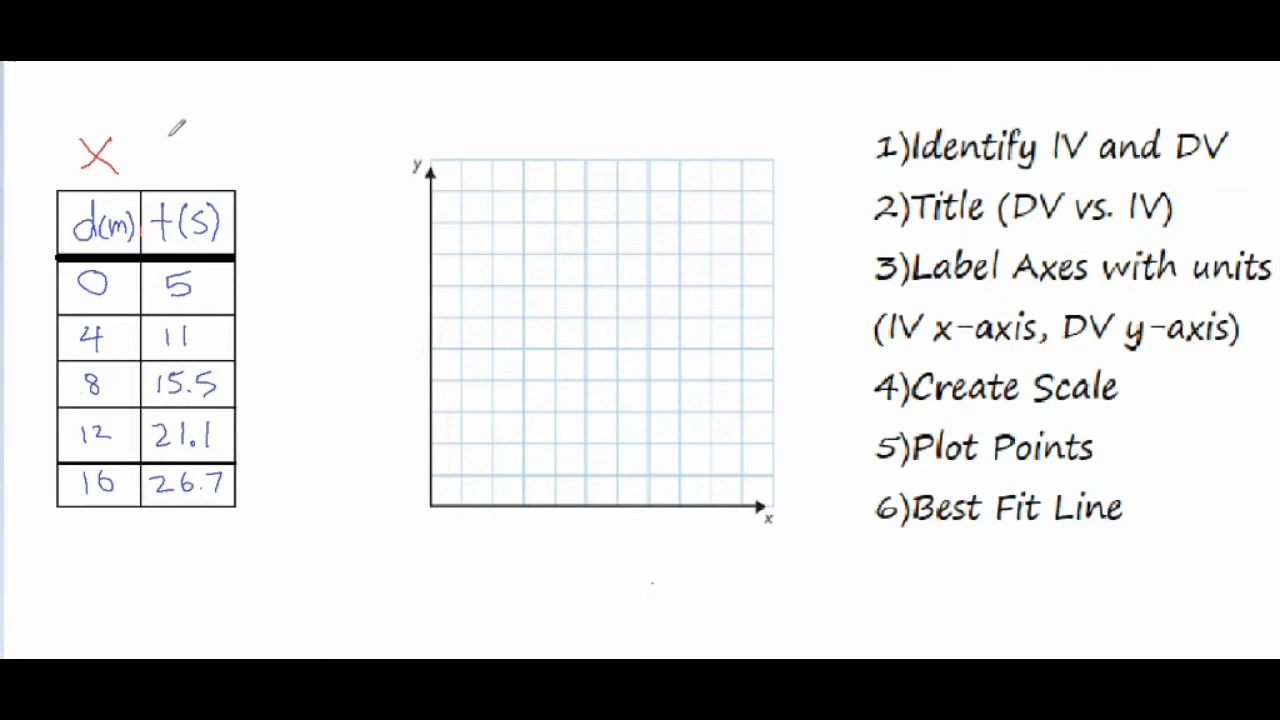 X
d(m) t(s)
0 5
4 11
8 15.5
12 21.1
16 26.7
y
x
1)Identify IV and DV
2)Title (DV vs. IV)
3)Label Axes with units
(IV x-axis, DV y-axis)
4)Create Scale
5)Plot Points
6)Best Fit Line